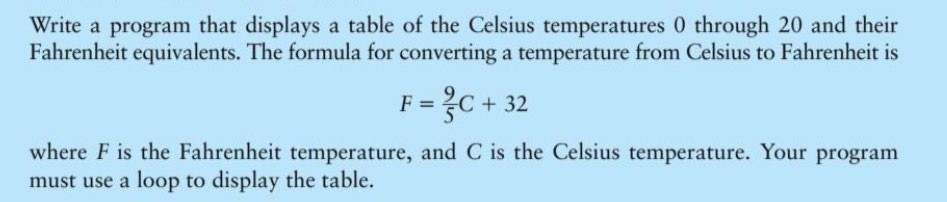 Write a program that displays a table of the Celsius temperatures 0 through 20 and their
Fahrenheit equivalents. The formula for converting a temperature from Celsius to Fahrenheit is
F = 9/5C + 32
where F is the Fahrenheit temperature, and C is the Celsius temperature. Your program
must use a loop to display the table.